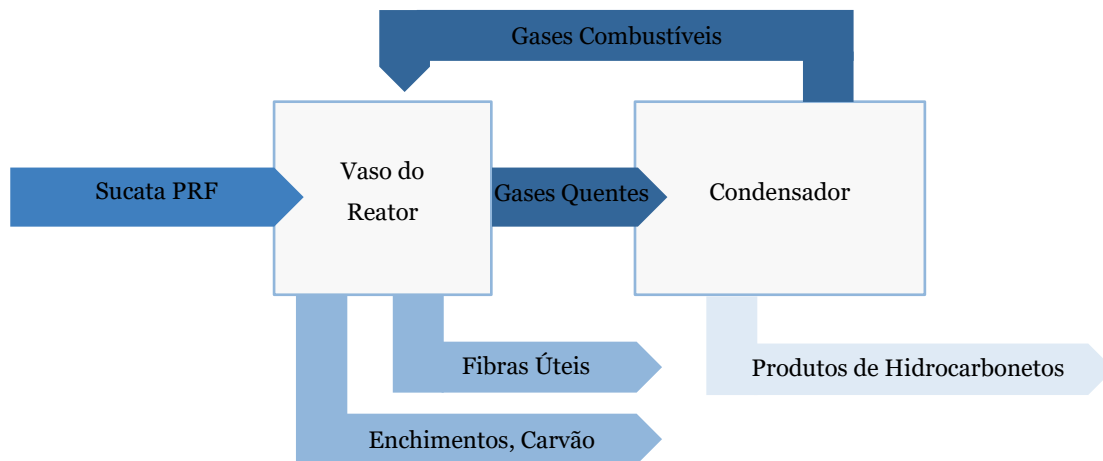 Gases Combustíveis
Sucata PRF
Vaso do
Reator
Gases Quentes
Condensador
Fibras Úteis
Produtos de Hidrocarbonetos
Enchimentos, Carvão